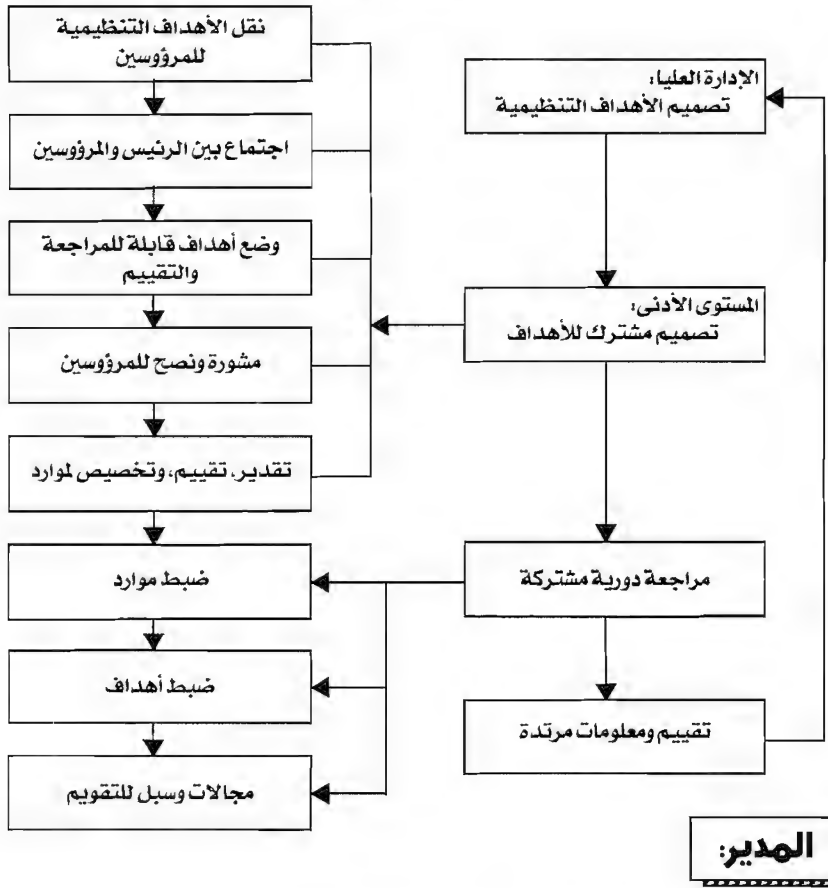 الإدارة العليا:
تصميم الأهداف التنظيمية
المستوى الأدنى:
تصميم مشترك للأهداف
مراجعة دورية مشتركة
تقييم ومعلومات مرتدة
نقل الأهداف التنظيمية
للمرؤوسين
اجتماع بين الرئيس والمرؤوسين
وضع أهداف قابلة للمراجعة
والتقييم
مشورة ونصح للمرؤوسين
تقدير، تقييم، وتخصيص لموارد
ضبط موارد
ضبط أهداف
مجالات وسبل للتقويم
المدير: